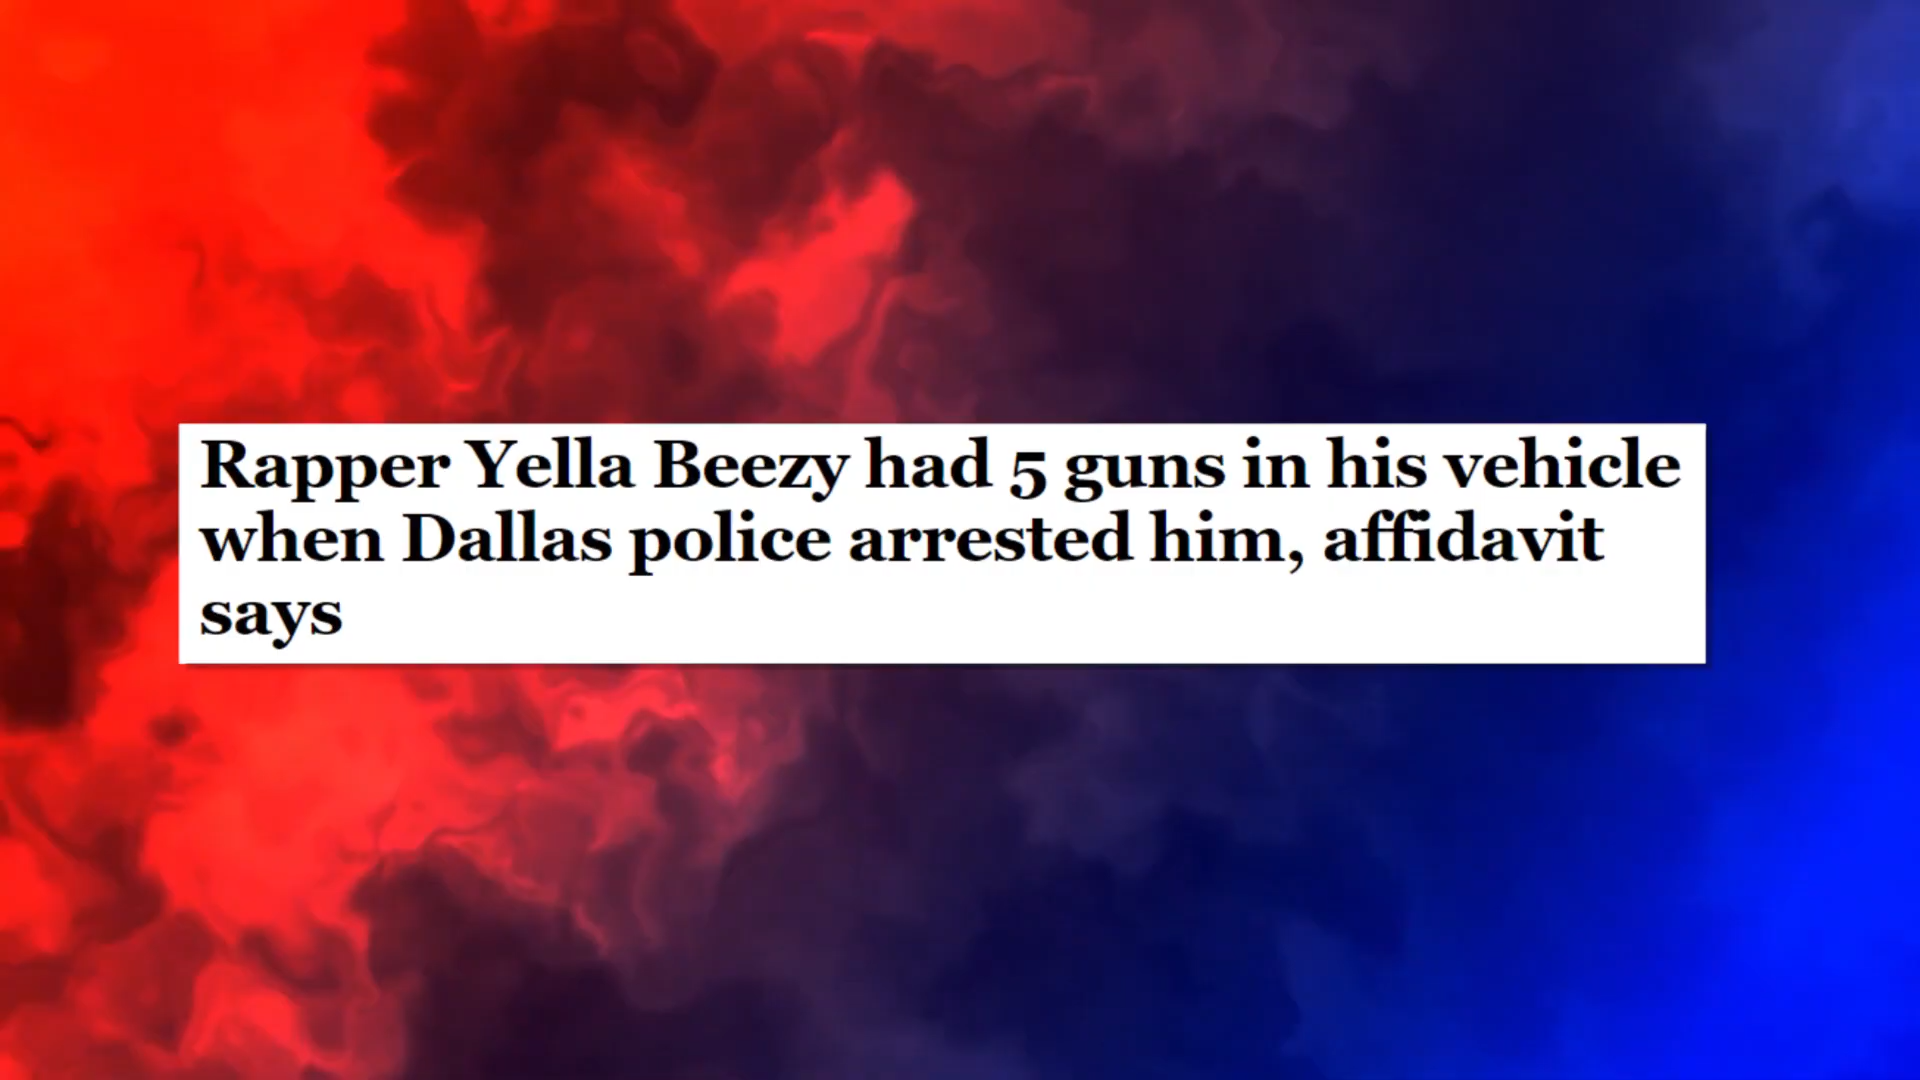 Rapper Yella Beezy had 5 guns in his vehicle
when Dallas police arrested him, affidavit
says